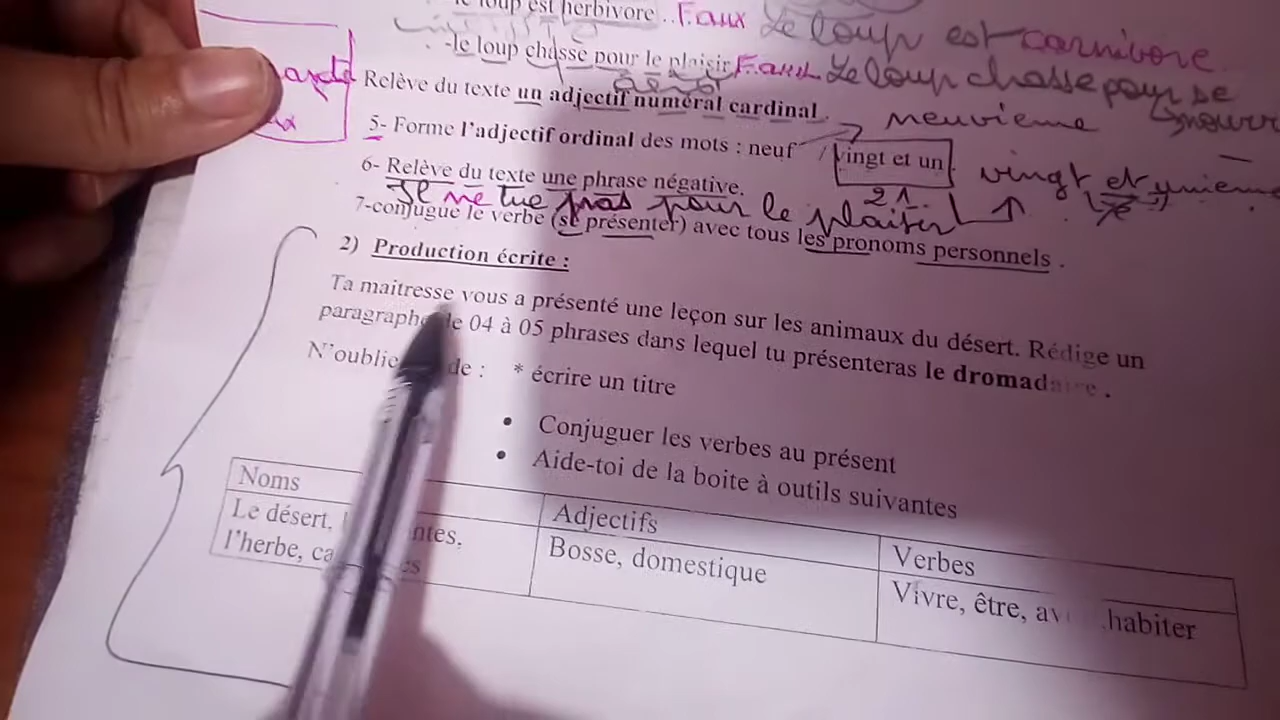 le loup est herbivore .. Faux Le loup est carnivore.
-le loup chasse pour le plaisir Faux Le loup chasse pour se
Relève du texte un adjectif numéral cardinal.
5- Forme l'adjectif ordinal des mots : neuf / vingt et un
neuvième
vingt et unième
21
6- Relève du texte une phrase négative.
Je ne tue pas pour le plaisir
7-conjugue le verbe (se présenter) avec tous les pronoms personnels .
2) Production écrite :
Ta maitresse vous a présenté une leçon sur les animaux du désert. Rédige un
paragraphe de 04 à 05 phrases dans lequel tu présenteras le dromadaire .
N'oublie de : * écrire un titre
• Conjuguer les verbes au présent
• Aide-toi de la boite à outils suivantes
Noms Adjectifs Verbes
Le désert, Bosse, domestique Vivre, être, habiter
l'herbe,